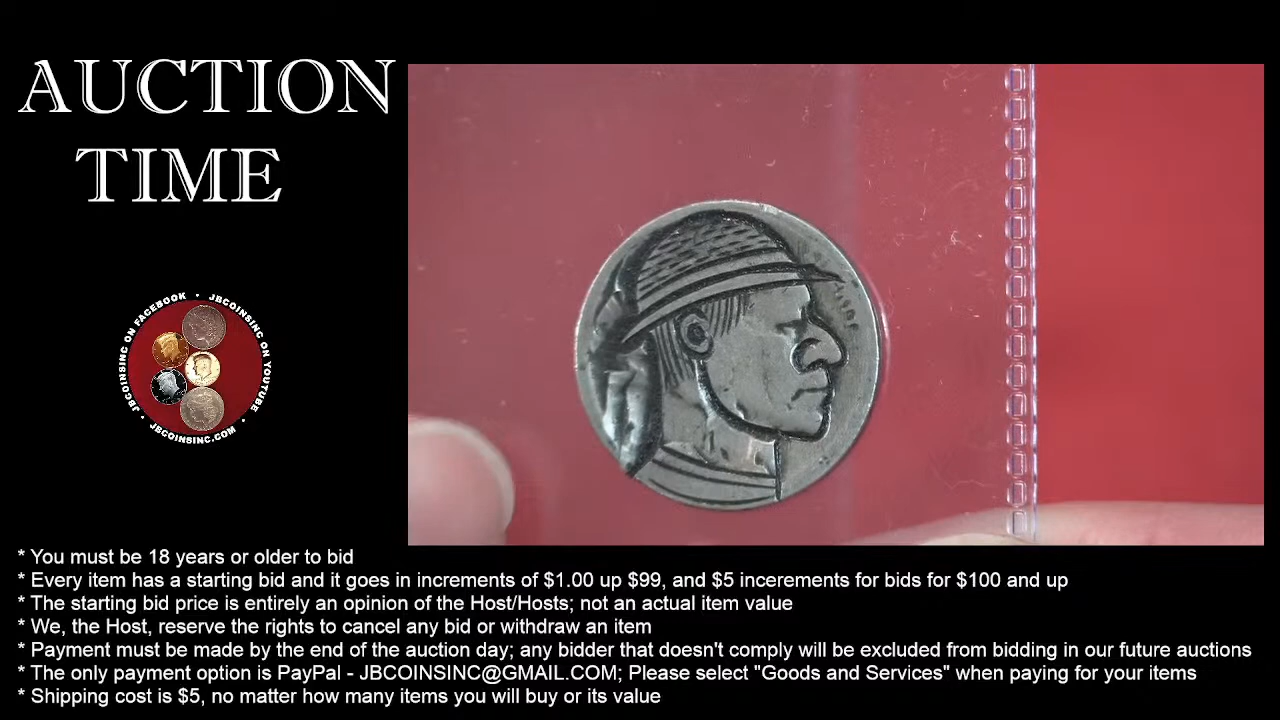 AUCTION
TIME
JBCOINSINC ON FACEBOOK • JBCOINSINC ON YOUTUBE • JBCOINSINC.COM •
* You must be 18 years or older to bid
* Every item has a starting bid and it goes in increments of $1.00 up $99, and $5 incerements for bids for $100 and up
* The starting bid price is entirely an opinion of the Host/Hosts; not an actual item value
* We, the Host, reserve the rights to cancel any bid or withdraw an item
* Payment must be made by the end of the auction day; any bidder that doesn't comply will be excluded from bidding in our future auctions
* The only payment option is PayPal - JBCOINSINC@GMAIL.COM; Please select "Goods and Services" when paying for your items
* Shipping cost is $5, no matter how many items you will buy or its value